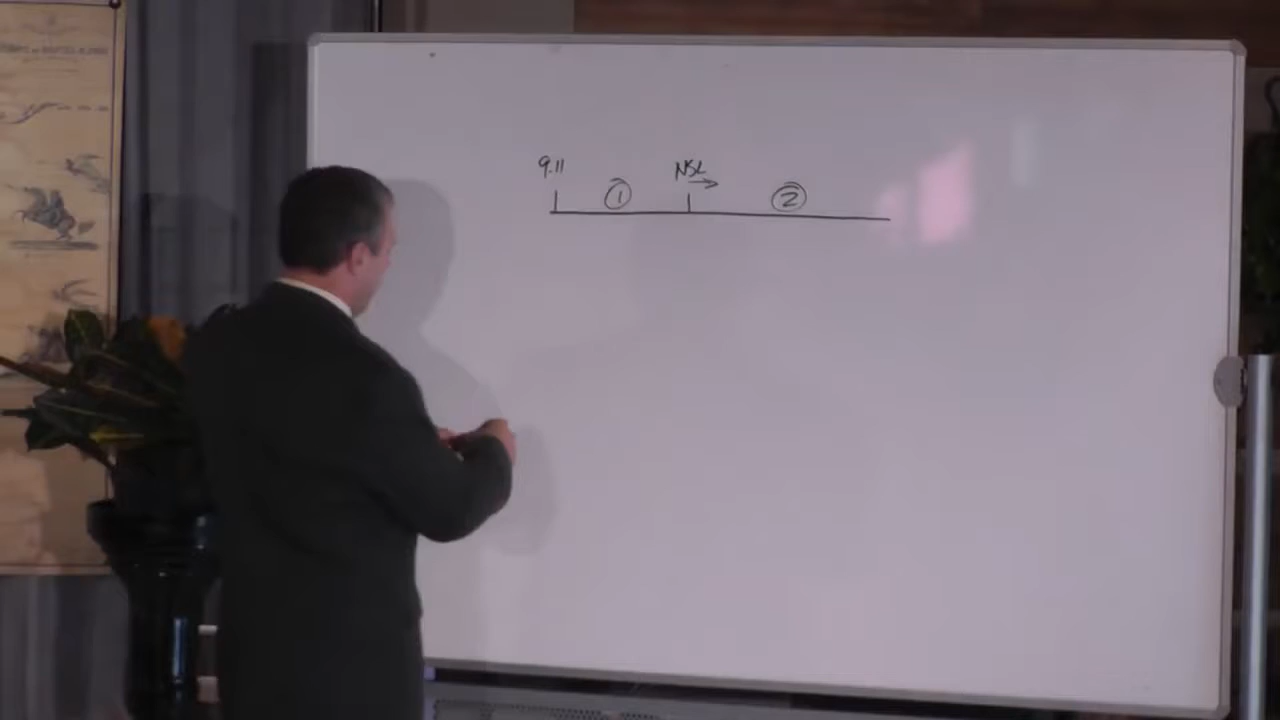 9.11 NSL
① → ②